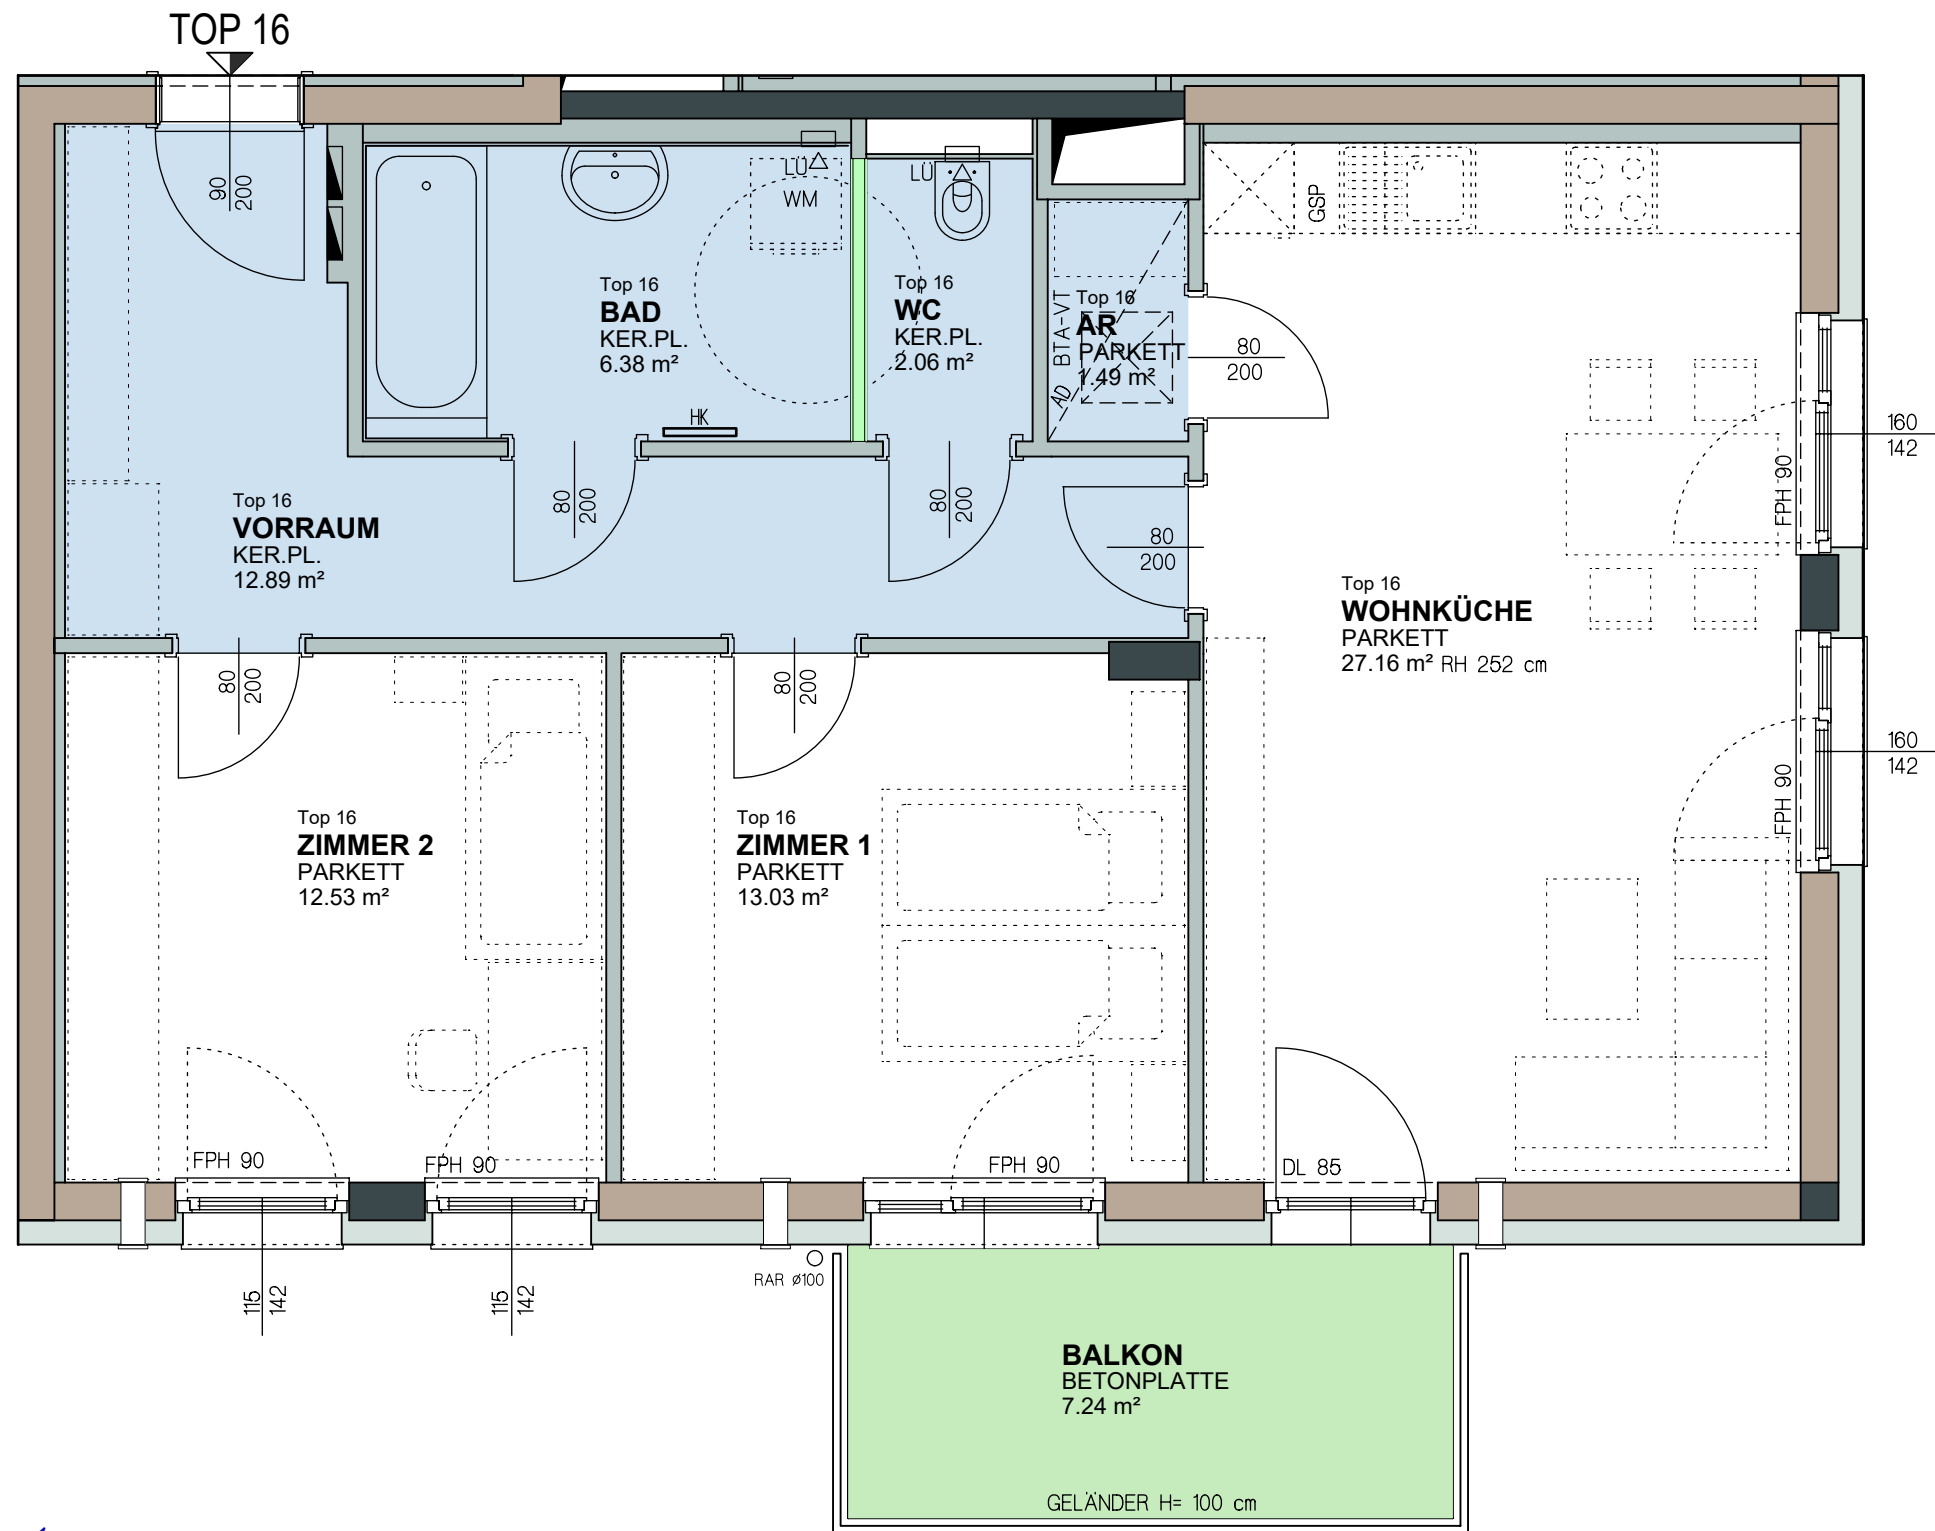 TOP 16
90
200
LÜ
WM
LÜ
GSP
Top 16
BAD
KER.PL.
6.38 m²
Top 16
WC
KER.PL.
2.06 m²
Top 16
AR
PARKETT
1.49 m²
BTA-VT
AD
80
200
HK
160
142
FPH 90
Top 16
VORRAUM
KER.PL.
12.89 m²
80
200
80
200
80
200
Top 16
WOHNKÜCHE
PARKETT
27.16 m² RH 252 cm
80
200
80
200
160
142
FPH 90
Top 16
ZIMMER 2
PARKETT
12.53 m²
Top 16
ZIMMER 1
PARKETT
13.03 m²
FPH 90
FPH 90
FPH 90
DL 85
RAR ø100
115
142
115
142
BALKON
BETONPLATTE
7.24 m²
GELÄNDER H= 100 cm